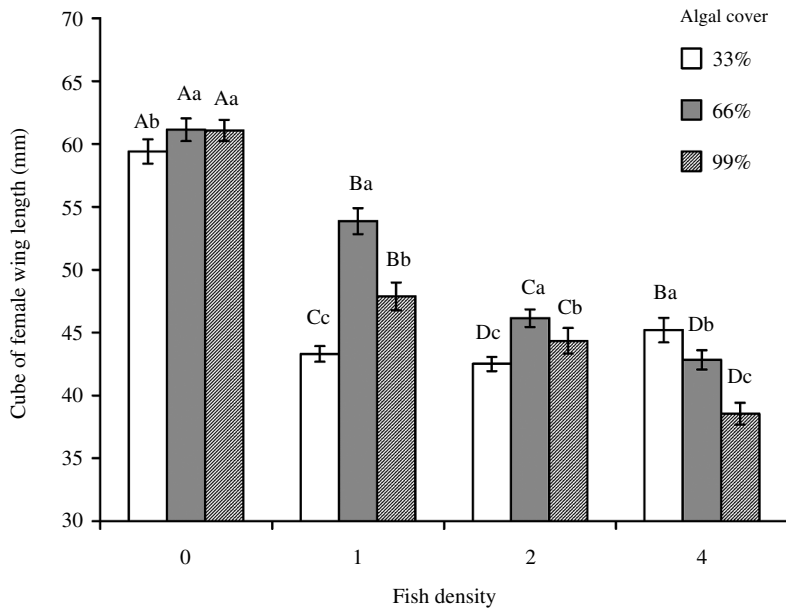 70
65
60
55
50
45
40
35
30
Cube of female wing length (mm)
Algal cover
33%
66%
99%
Ab
Aa
Aa
Cc
Ba
Bb
Dc
Ca
Cb
Ba
Db
Dc
0
1
2
4
Fish density